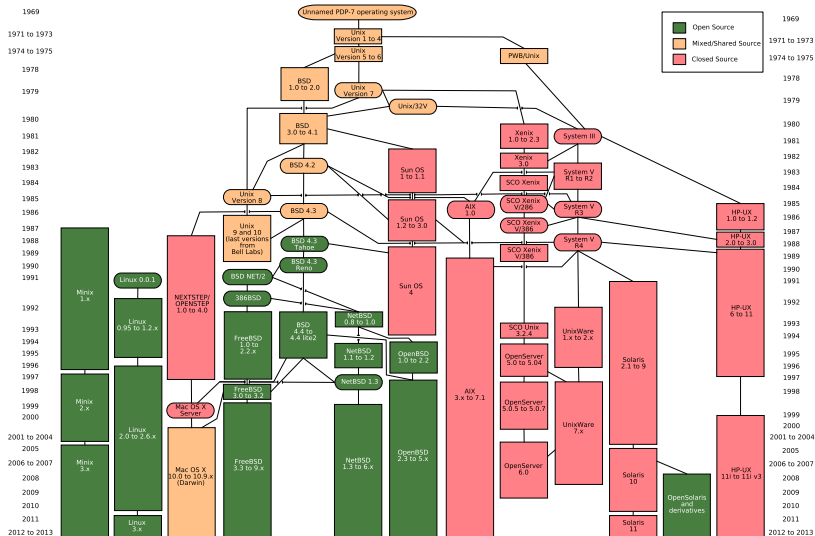 1969
1971 to 1973
1974 to 1975
1978
1979
1980
1981
1982
1983
1984
1985
1986
1987
1988
1989
1990
1991
1992
1993
1994
1995
1996
1997
1998
1999
2000
2001 to 2004
2005
2006 to 2007
2008
2009
2010
2011
2012 to 2013
Unnamed PDP-7 operating system
Unix
Version 1 to 4
Unix
Version 5 to 6
PWB/Unix
BSD
1.0 to 2.0
Unix
Version 7
Unix/32V
BSD
3.0 to 4.1
Xenix
1.0 to 2.3
System III
Sun OS
1 to 1.1
Xenix
3.0
BSD 4.2
System V
R1 to R2
SCO Xenix
Unix
Version 8
SCO Xenix
V/286
AIX
1.0
System V
R3
BSD 4.3
Sun OS
1.2 to 3.0
HP-UX
1.0 to 1.2
Unix
9 and 10
(last versions
from
Bell Labs)
SCO Xenix
V/386
BSD 4.3
Tahoe
System V
R4
HP-UX
2.0 to 3.0
SCO Xenix
V/386
BSD 4.3
Reno
BSD NET/2
Linux 0.0.1
Minix
1.x
NEXTSTEP/
OPENSTEP
1.0 to 4.0
Sun OS
4
HP-UX
6 to 11
386BSD
Linux
0.95 to 1.2.x
NetBSD
0.8 to 1.0
FreeBSD
1.0 to
2.2.x
BSD
4.4 to
4.4 lite2
SCO Unix
3.2.4
UnixWare
1.x to 2.x
NetBSD
1.1 to 1.2
OpenBSD
1.0 to 2.2
OpenServer
5.0 to 5.04
Solaris
2.1 to 9
NetBSD 1.3
FreeBSD
3.0 to 3.2
AIX
3.x to 7.1
Minix
2.x
Mac OS X
Server
OpenServer
5.0.5 to 5.0.7
UnixWare
7.x
Linux
2.0 to 2.6.x
OpenBSD
2.3 to 5.x
Minix
3.x
Mac OS X
10.0 to 10.9.x
(Darwin)
FreeBSD
3.3 to 9.x
NetBSD
1.3 to 6.x
OpenServer
6.0
Solaris
10
HP-UX
11i to 11i v3
OpenSolaris
and
derivatives
Linux
3.x
Solaris
11
Open Source
Mixed/Shared Source
Closed Source
1969
1971 to 1973
1974 to 1975
1978
1979
1980
1981
1982
1983
1984
1985
1986
1987
1988
1989
1990
1991
1992
1993
1994
1995
1996
1997
1998
1999
2000
2001 to 2004
2005
2006 to 2007
2008
2009
2010
2011
2012 to 2013